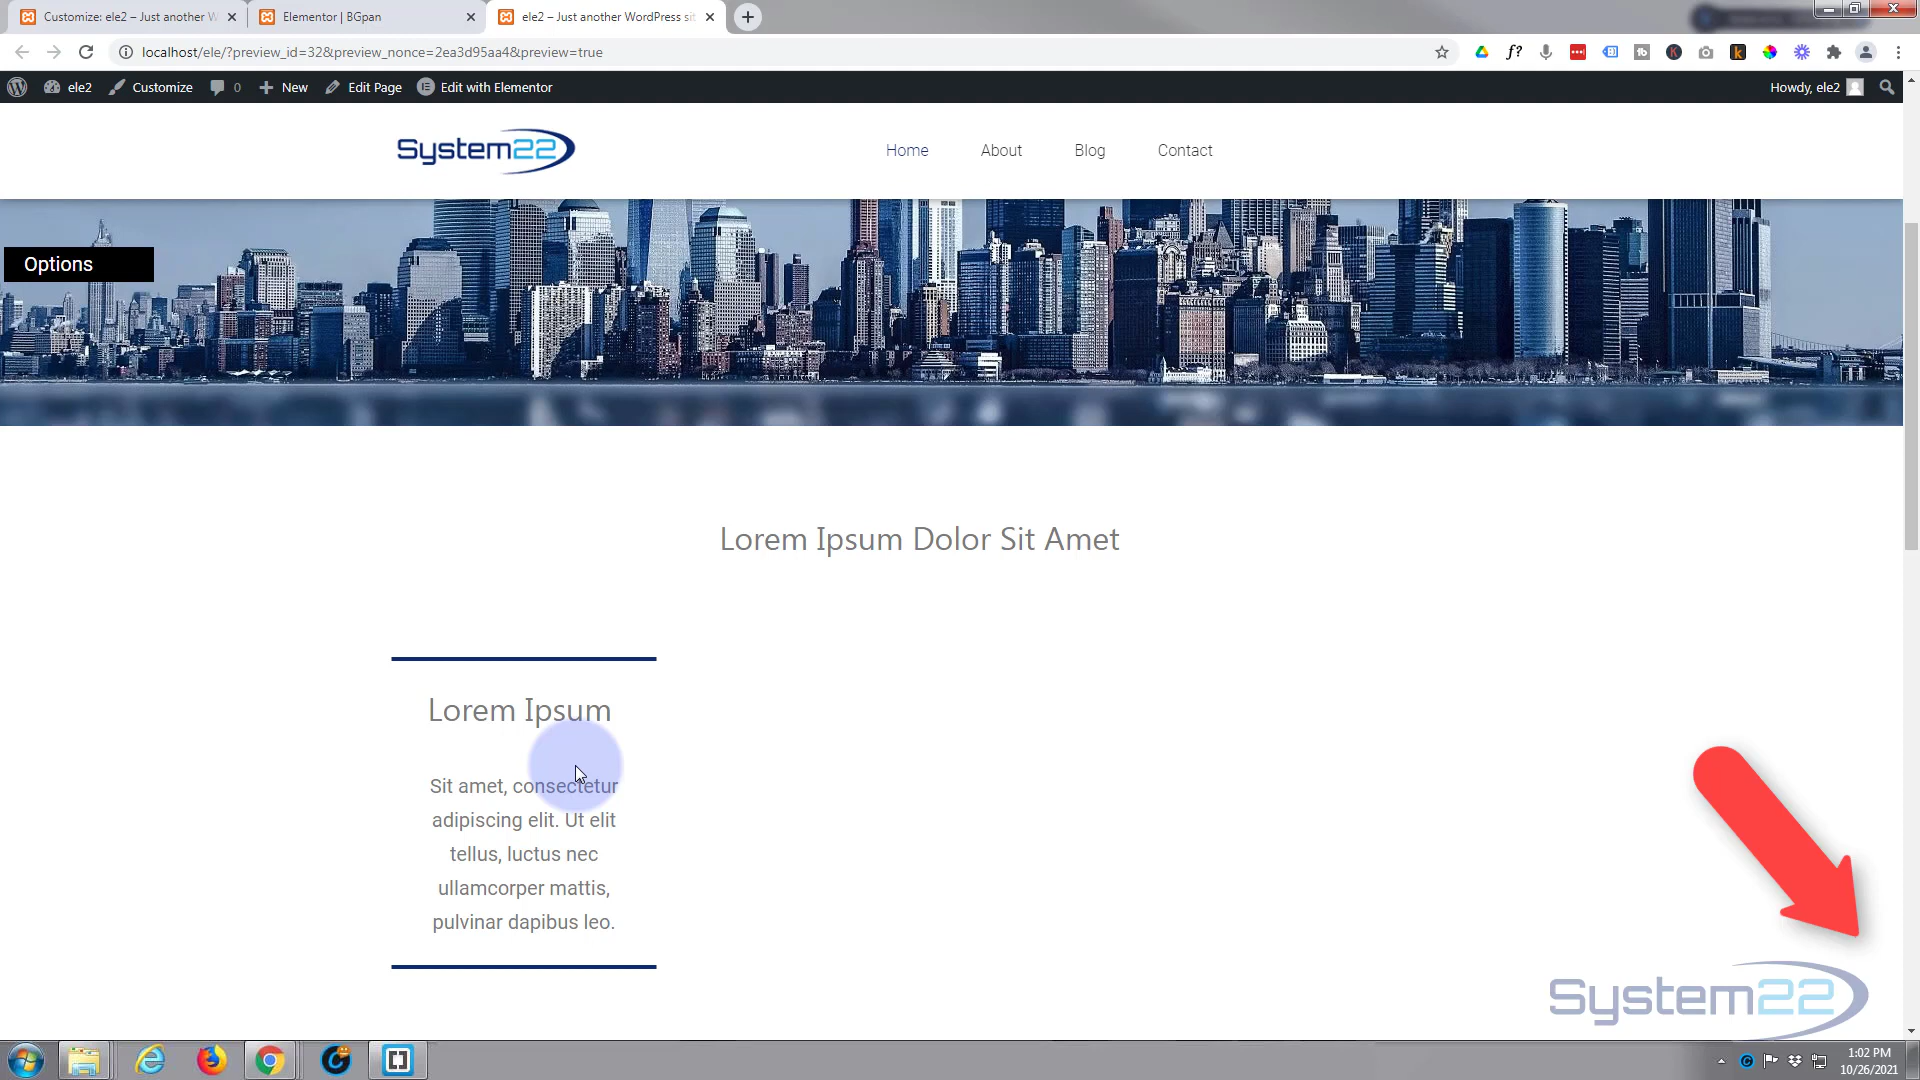 Customize: ele2 – Just another W
Elementor | BGpan
ele2 – Just another WordPress sit
localhost/ele/?preview_id=32&preview_nonce=2ea3d95aa4&preview=true
f?
tb
K
k
ele2
Customize
0
New
Edit Page
Edit with Elementor
Howdy, ele2
System22
Home
About
Blog
Contact
Options
Lorem Ipsum Dolor Sit Amet
Lorem Ipsum
Sit amet, consectetur
adipiscing elit. Ut elit
tellus, luctus nec
ullamcorper mattis,
pulvinar dapibus leo.
System22
1:02 PM
10/26/2021